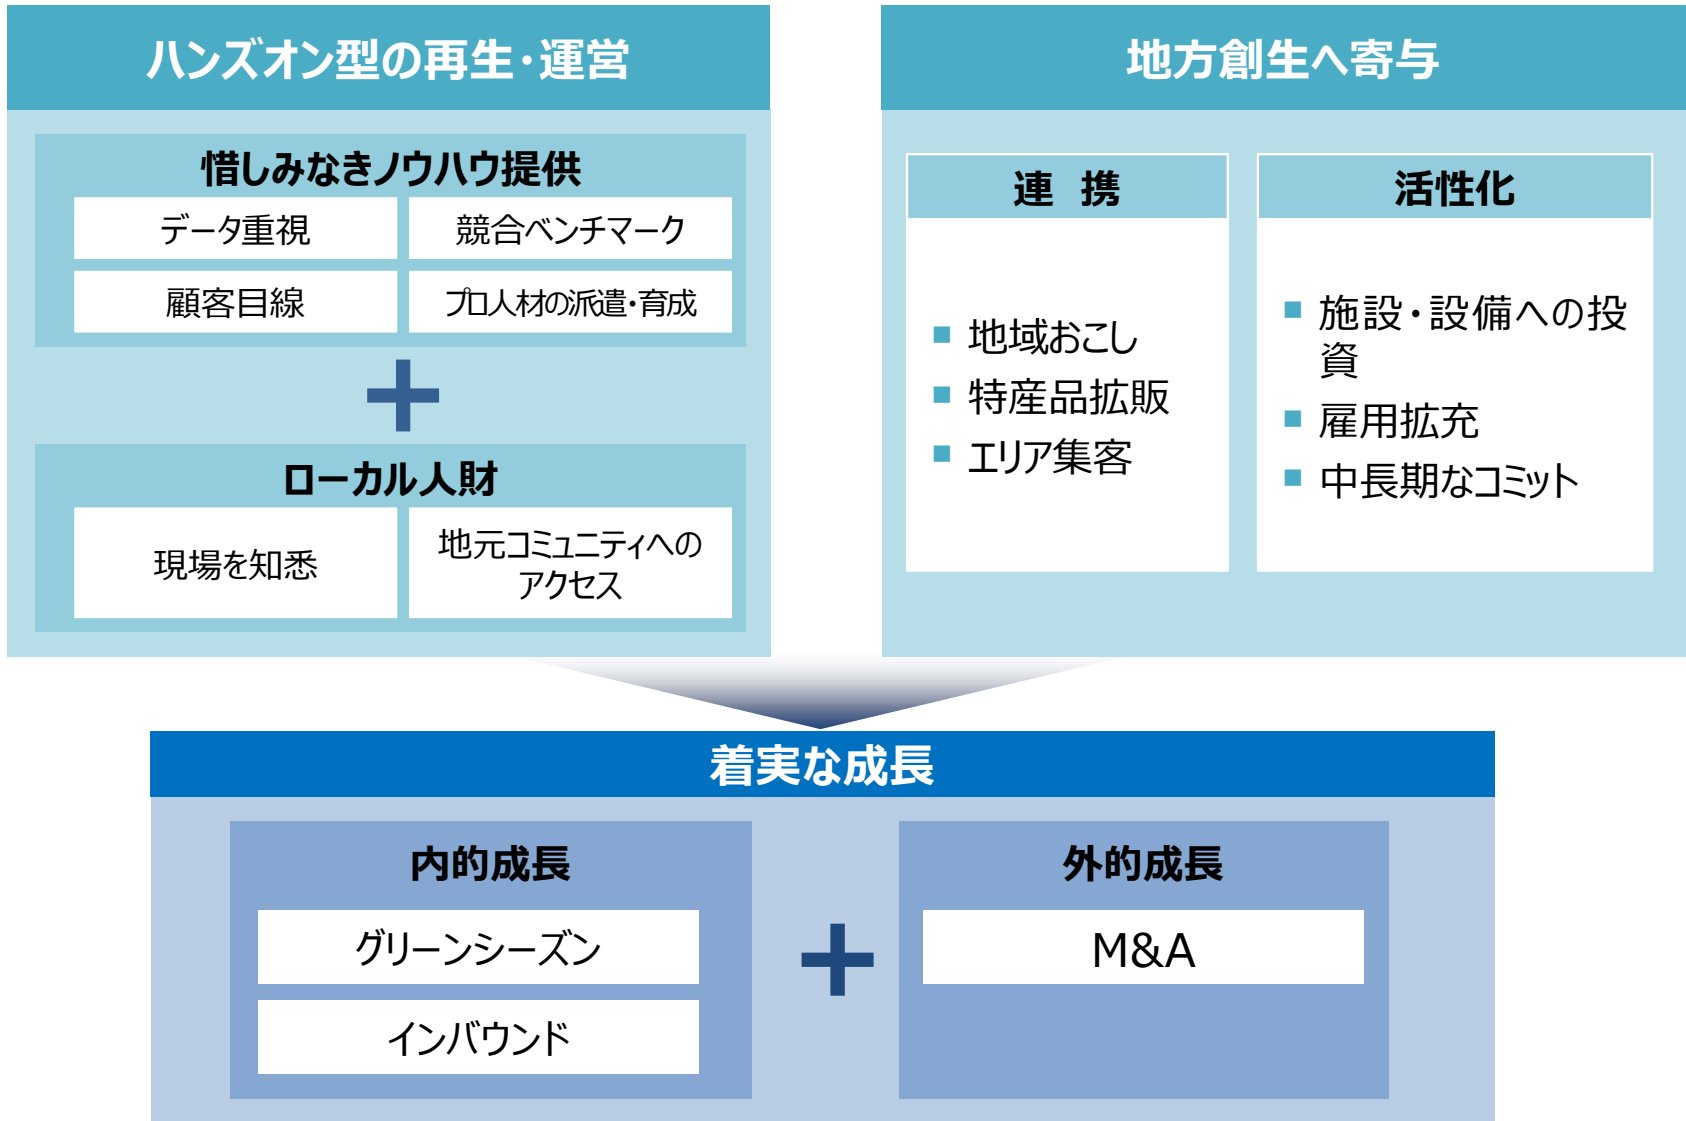 ハンズオン型の再生・運営
惜しみなきノウハウ提供
データ重視
競合ベンチマーク
顧客目線
プロ人材の派遣・育成
ローカル人財
現場を知悉
地元コミュニティへの
アクセス
地方創生へ寄与
連 携
地域おこし
特産品拡販
エリア集客
活性化
施設・設備への投
資
雇用拡充
中長期なコミット
着実な成長
内的成長
グリーンシーズン
インバウンド
外的成長
M&A